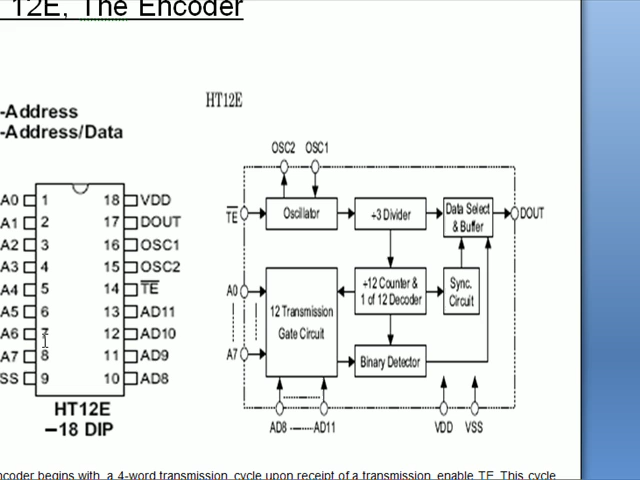 12E, The Encoder
-Address
-Address/Data
HT12E
A0 1 18 VDD
A1 2 17 DOUT
A2 3 16 OSC1
A3 4 15 OSC2
A4 5 14 TE
A5 6 13 AD11
A6 7 12 AD10
A7 8 11 AD9
SS 9 10 AD8
HT12E
–18 DIP
OSC2 OSC1
TE
Oscillator
÷3 Divider
Data Select
& Buffer
DOUT
A0
A7
12 Transmission
Gate Circuit
÷12 Counter &
1 of 12 Decoder
Sync.
Circuit
Binary Detector
AD8 AD11
VDD VSS
ncoder begins with a 4-word transmission cycle upon receipt of a transmission enable TE. This cycle